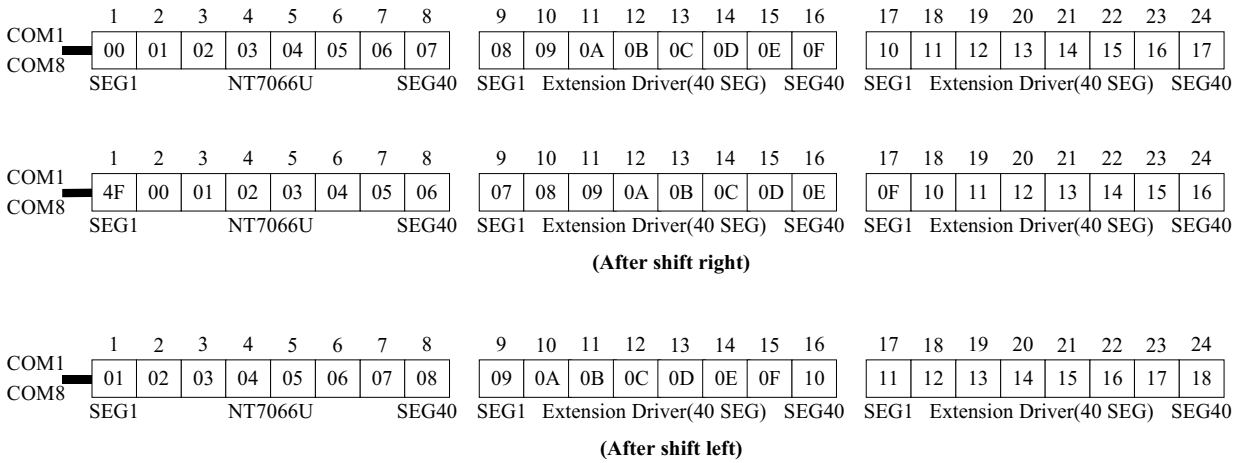 1 2 3 4 5 6 7 8 9 10 11 12 13 14 15 16 17 18 19 20 21 22 23 24
COM1
00 01 02 03 04 05 06 07 08 09 0A 0B 0C 0D 0E 0F 10 11 12 13 14 15 16 17
COM8
SEG1 NT7066U SEG40 SEG1 Extension Driver(40 SEG) SEG40 SEG1 Extension Driver(40 SEG) SEG40
1 2 3 4 5 6 7 8 9 10 11 12 13 14 15 16 17 18 19 20 21 22 23 24
COM1
4F 00 01 02 03 04 05 06 07 08 09 0A 0B 0C 0D 0E 0F 10 11 12 13 14 15 16
COM8
SEG1 NT7066U SEG40 SEG1 Extension Driver(40 SEG) SEG40 SEG1 Extension Driver(40 SEG) SEG40
(After shift right)
1 2 3 4 5 6 7 8 9 10 11 12 13 14 15 16 17 18 19 20 21 22 23 24
COM1
01 02 03 04 05 06 07 08 09 0A 0B 0C 0D 0E 0F 10 11 12 13 14 15 16 17 18
COM8
SEG1 NT7066U SEG40 SEG1 Extension Driver(40 SEG) SEG40 SEG1 Extension Driver(40 SEG) SEG40
(After shift left)